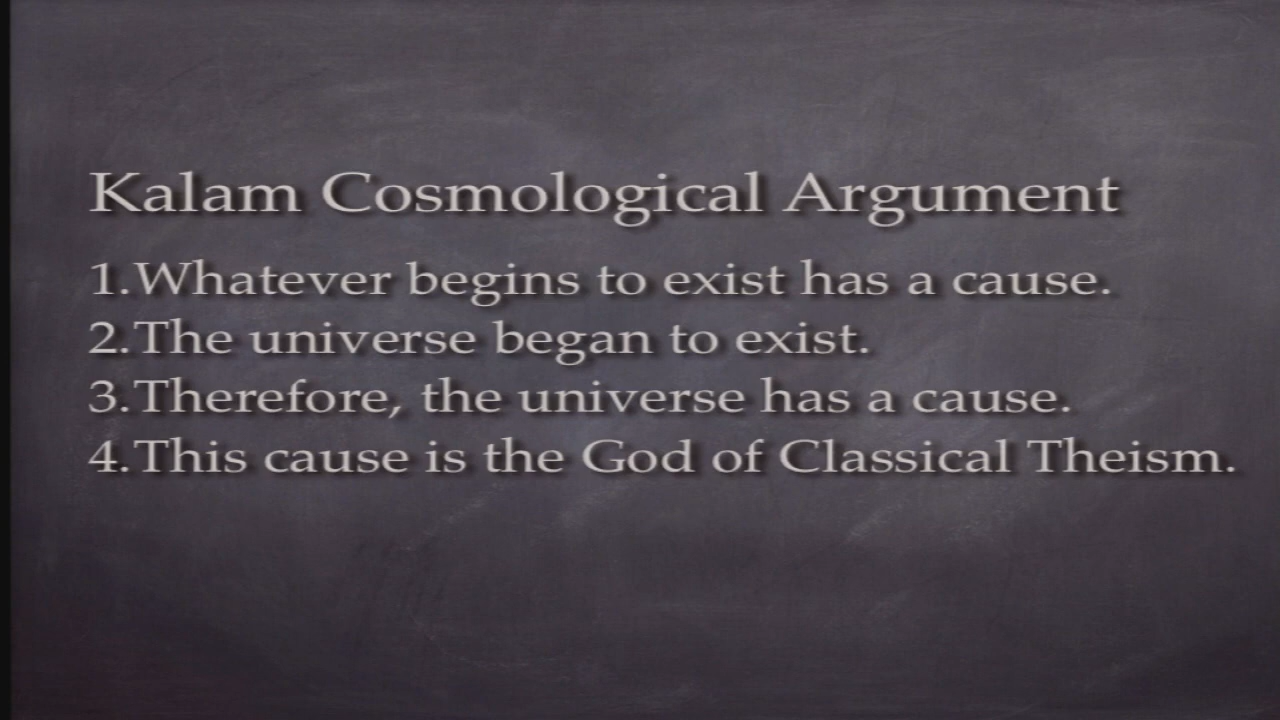 Kalam Cosmological Argument
1.Whatever begins to exist has a cause.
2.The universe began to exist.
3.Therefore, the universe has a cause.
4.This cause is the God of Classical Theism.